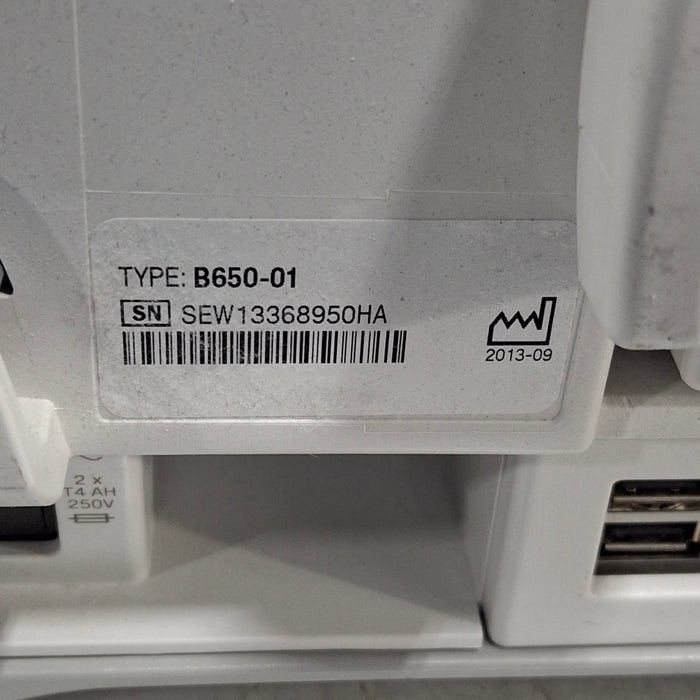 TYPE: B650-01
SN SEW13368950HA
2013-09
2 x
T4 AH
250V